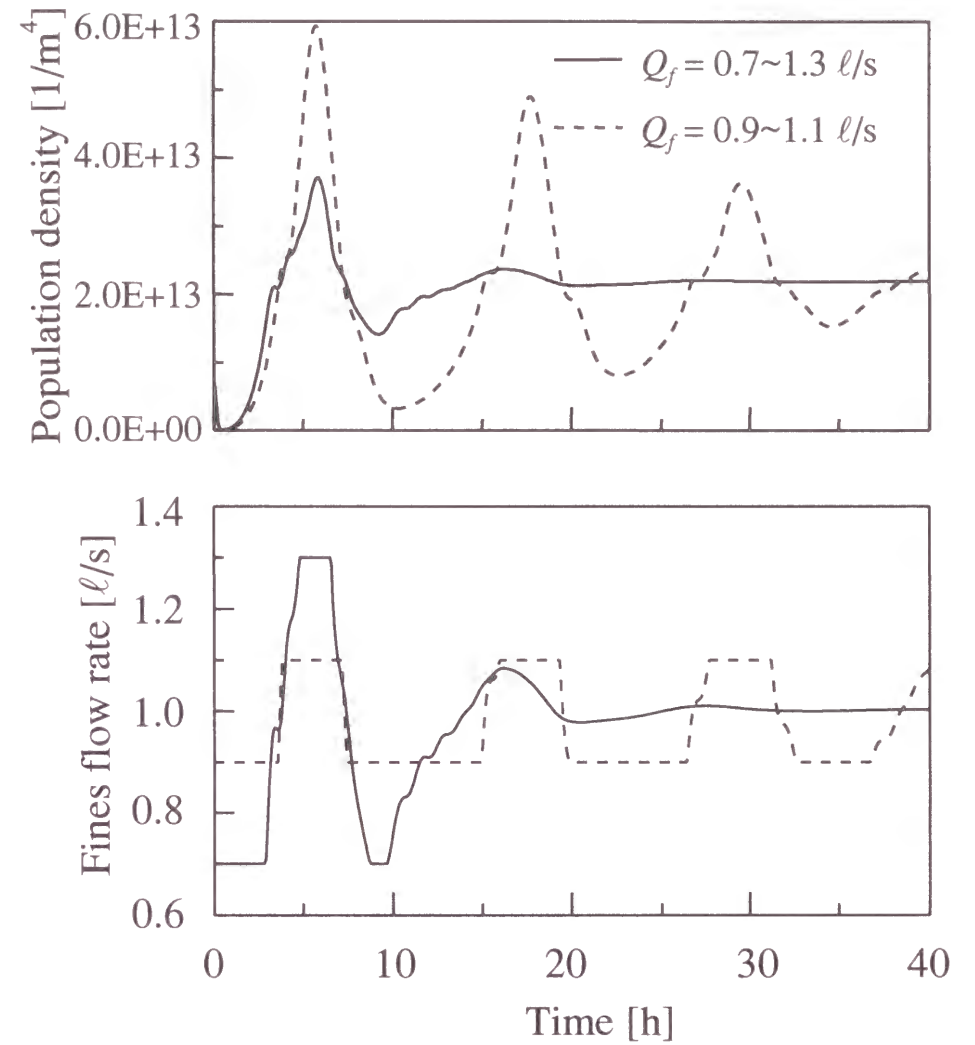 Population density [1/m⁴]
6.0E+13
4.0E+13
2.0E+13
0.0E+00
Q_f = 0.7~1.3 ℓ/s
Q_f = 0.9~1.1 ℓ/s
Fines flow rate [ℓ/s]
1.4
1.2
1.0
0.8
0.6
0 10 20 30 40
Time [h]